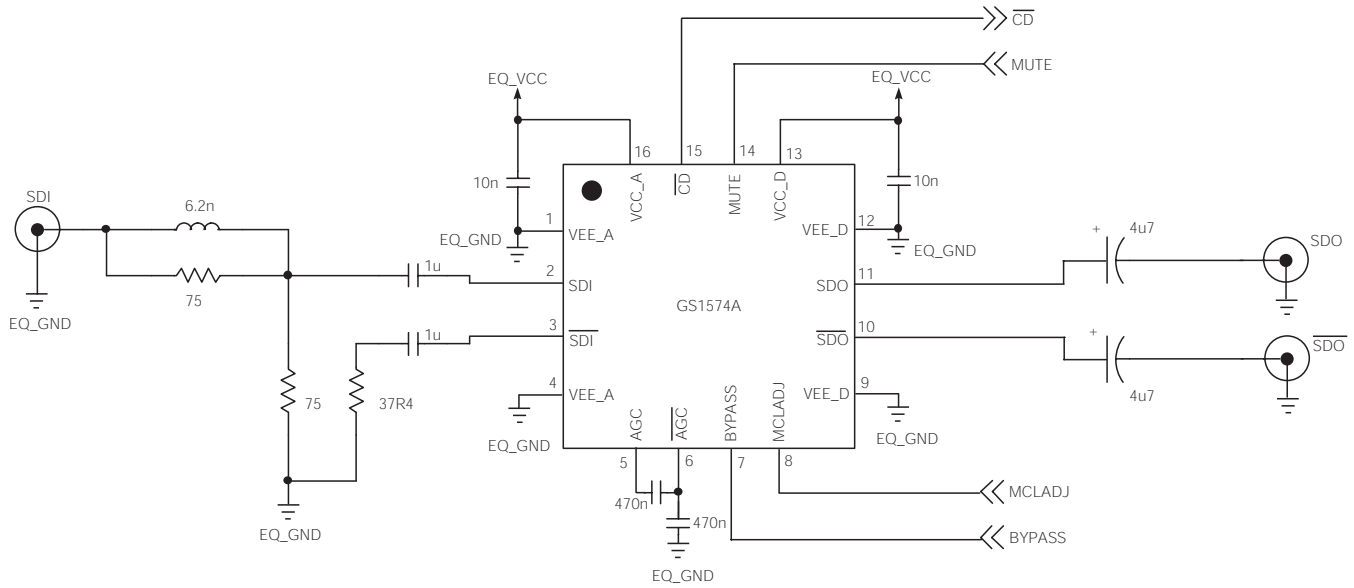 CD
MUTE
EQ_VCC
EQ_VCC
16
15
14
13
10n
VCC_A
CD
MUTE
VCC_D
10n
SDI
6.2n
1
VEE_A
EQ_GND
VEE_D
12
EQ_GND
75
1u
2
SDI
SDO
11
+
4u7
SDO
EQ_GND
GS1574A
1u
3
SDI
SDO
10
+
4u7
SDO
75
37R4
4
VEE_A
EQ_GND
VEE_D
9
EQ_GND
AGC
AGC
BYPASS
MCLADJ
5
6
7
8
470n
470n
MCLADJ
BYPASS
EQ_GND
EQ_GND